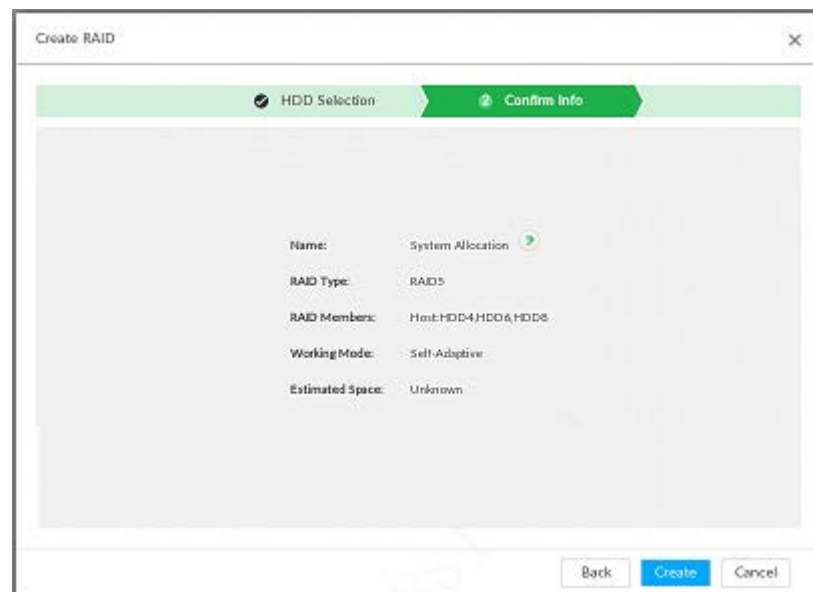 Create RAID ×
HDD Selection 2 Confirm Info
Name: System Allocation ?
RAID Type: RAID5
RAID Members: Host:HDD4,HDD6,HDD8
Working Mode: Self-Adaptive
Estimated Space: Unknown
Back Create Cancel